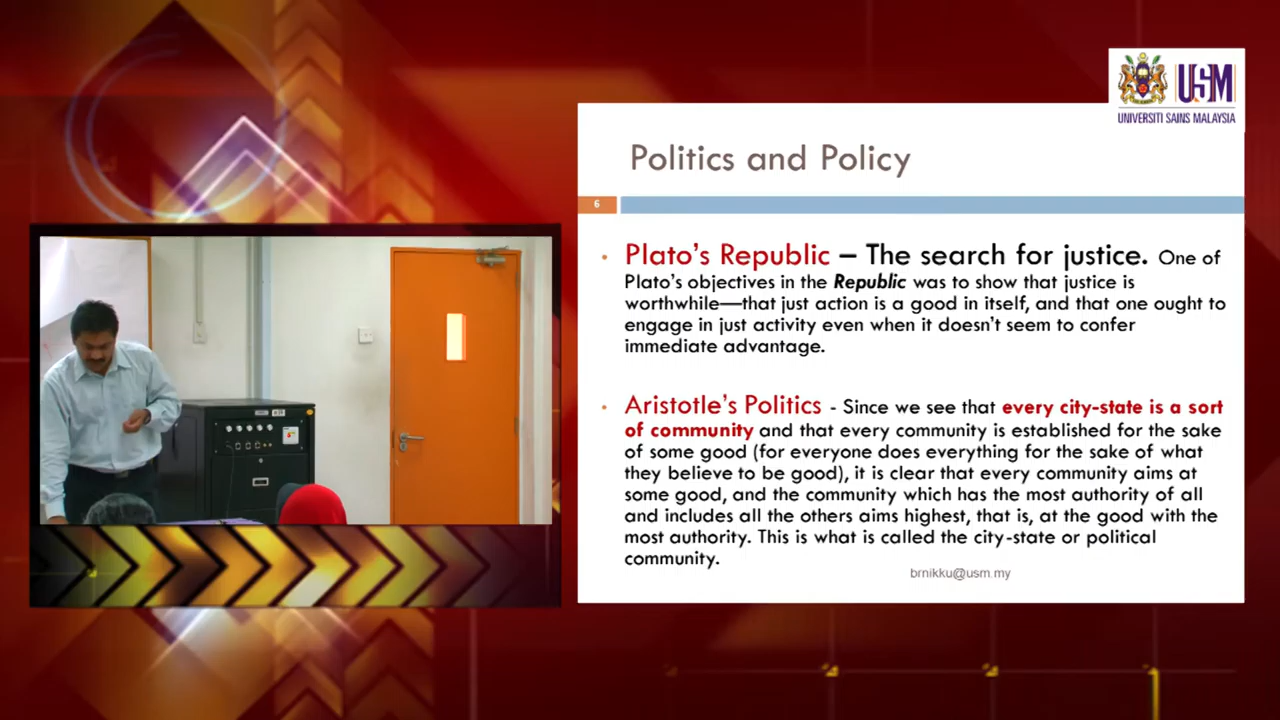 USM
UNIVERSITI SAINS MALAYSIA
Politics and Policy
6
• Plato's Republic – The search for justice. One of
Plato's objectives in the Republic was to show that justice is
worthwhile—that just action is a good in itself, and that one ought to
engage in just activity even when it doesn't seem to confer
immediate advantage.
• Aristotle's Politics - Since we see that every city-state is a sort
of community and that every community is established for the sake
of some good (for everyone does everything for the sake of what
they believe to be good), it is clear that every community aims at
some good, and the community which has the most authority of all
and includes all the others aims highest, that is, at the good with the
most authority. This is what is called the city-state or political
community.
brnikku@usm.my